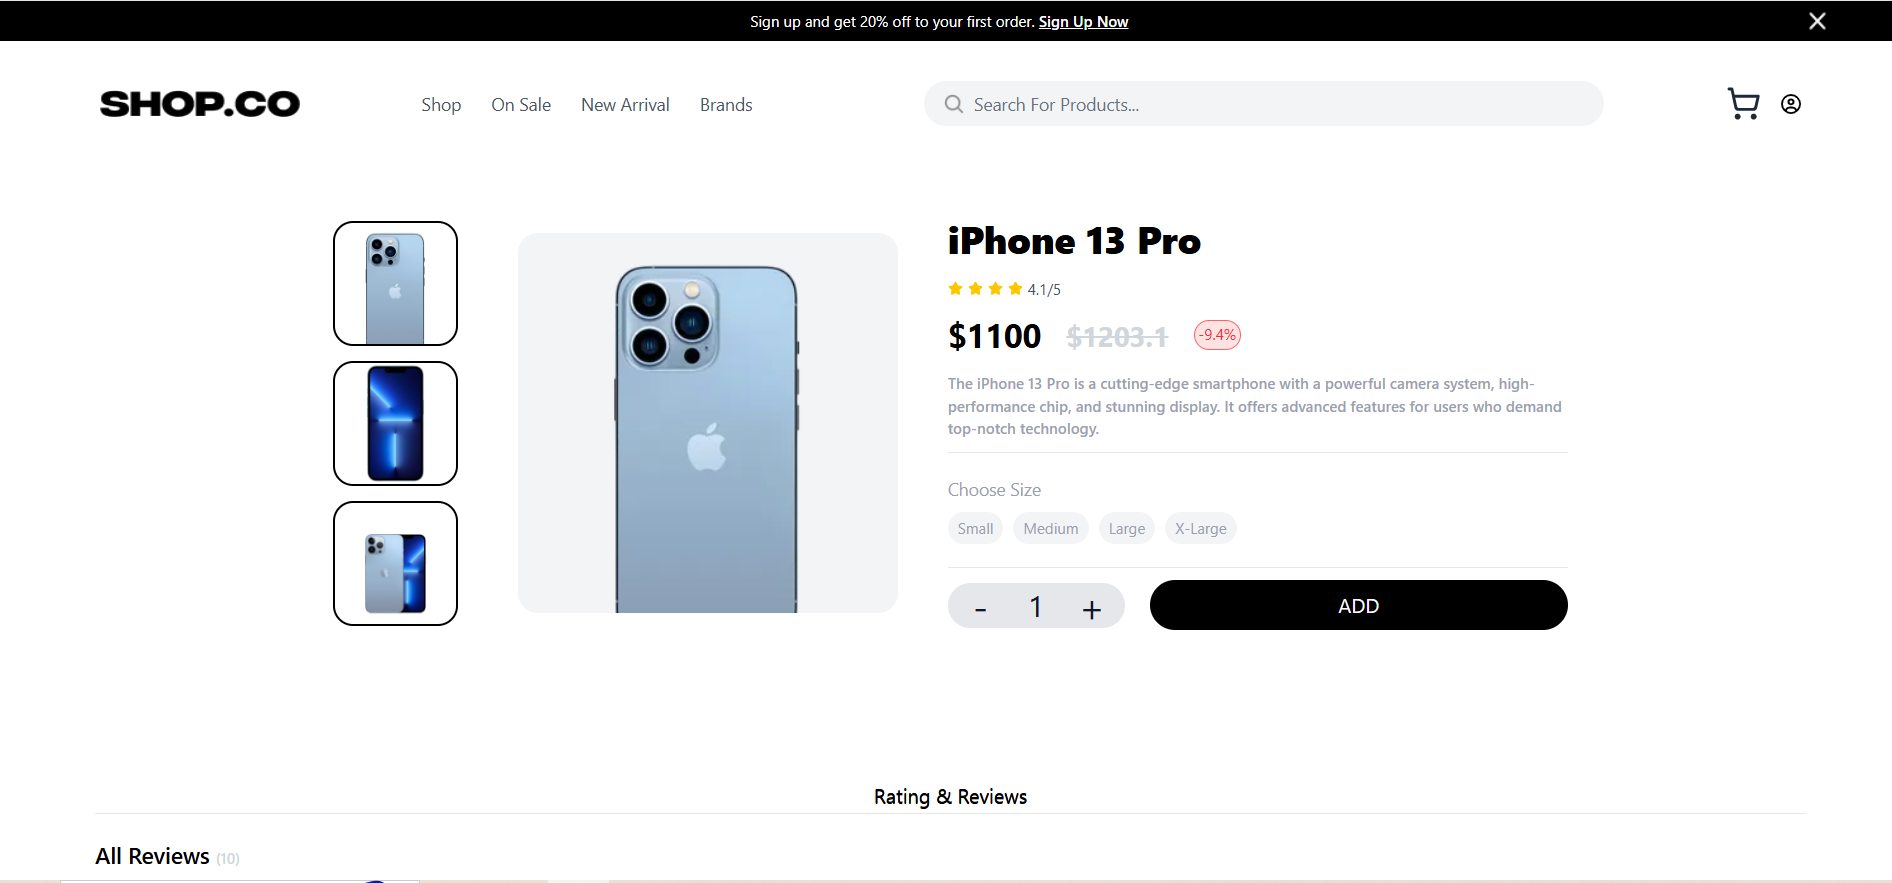 Sign up and get 20% off to your first order. Sign Up Now
SHOP.CO
Shop
On Sale
New Arrival
Brands
Search For Products...
iPhone 13 Pro
4.1/5
$1100 $1203.1 -9.4%
The iPhone 13 Pro is a cutting-edge smartphone with a powerful camera system, high-
performance chip, and stunning display. It offers advanced features for users who demand
top-notch technology.
Choose Size
Small Medium Large X-Large
- 1 + ADD
Rating & Reviews
All Reviews (10)